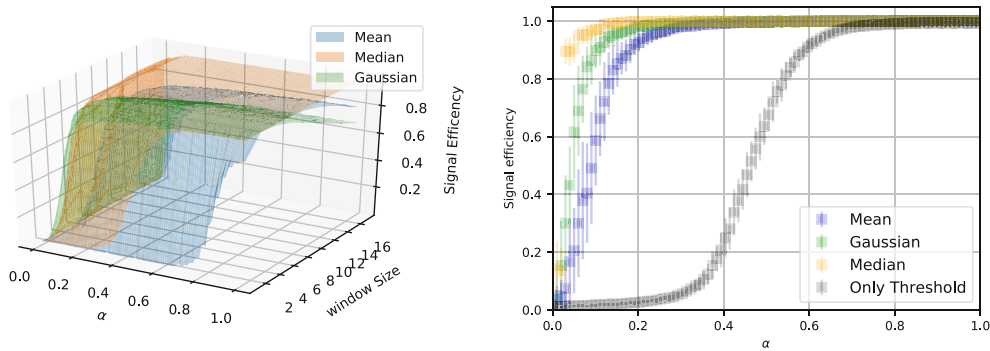 Mean
Median
Gaussian
0.8
0.6
0.4
0.2
Signal Efficency
0.0
0.2
0.4
0.6
0.8
1.0
α
2
4
6
8
10
12
14
16
window Size
1.0
0.8
0.6
0.4
0.2
0.0
Signal efficiency
Mean
Gaussian
Median
Only Threshold
0.0
0.2
0.4
0.6
0.8
1.0
α